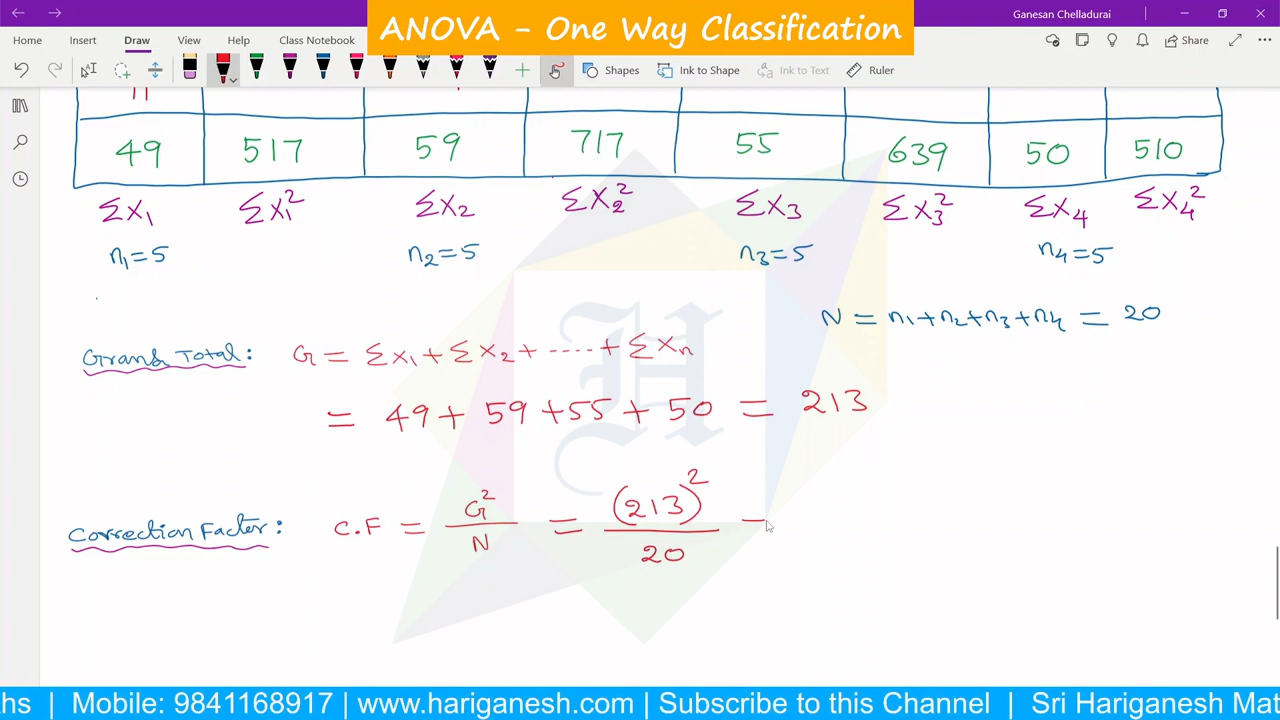 Ganesan Chelladurai
ANOVA - One Way Classification
Home Insert Draw View Help Class Notebook Share
Shapes Ink to Shape Ink to Text Ruler
11
49 517 59 717 55 639 50 510
Σx₁ Σx₁² Σx₂ Σx₂² Σx₃ Σx₃² Σx₄ Σx₄²
n₁=5 n₂=5 n₃=5 n₄=5
N = n₁+n₂+n₃+n₄ = 20
Grand Total: G = Σx₁+Σx₂+----+Σxₙ
= 49+ 59+55+ 50 = 213
Correction Factor: C.F = G²/N = (213)²/20 =
H
hs | Mobile: 9841168917 | www.hariganesh.com | Subscribe to this Channel | Sri Hariganesh Mat